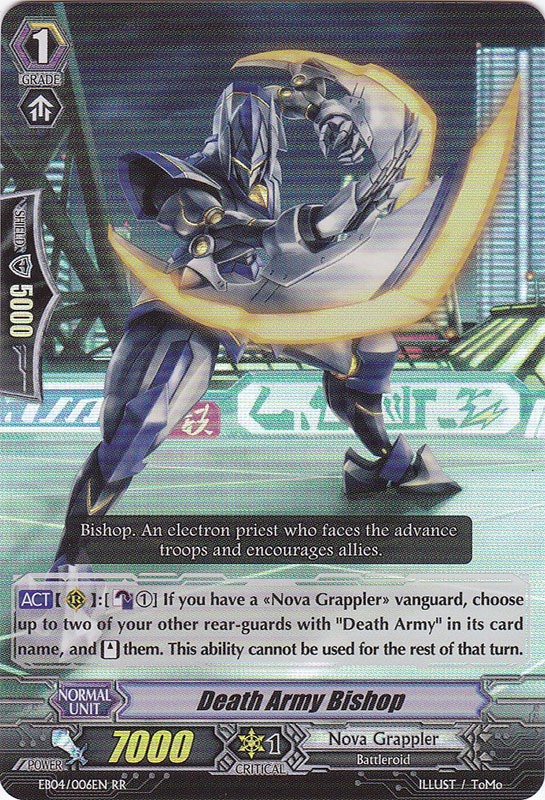 1
GRADE
SHIELD
5000
Bishop. An electron priest who faces the advance
troops and encourages allies.
ACT [ R ]:[ ①] If you have a «Nova Grappler» vanguard, choose
up to two of your other rear-guards with "Death Army" in its card
name, and them. This ability cannot be used for the rest of that turn.
NORMAL
UNIT
Death Army Bishop
POWER
7000
1
CRITICAL
Nova Grappler
Battleroid
EB04/006EN RR
ILLUST / ToMo